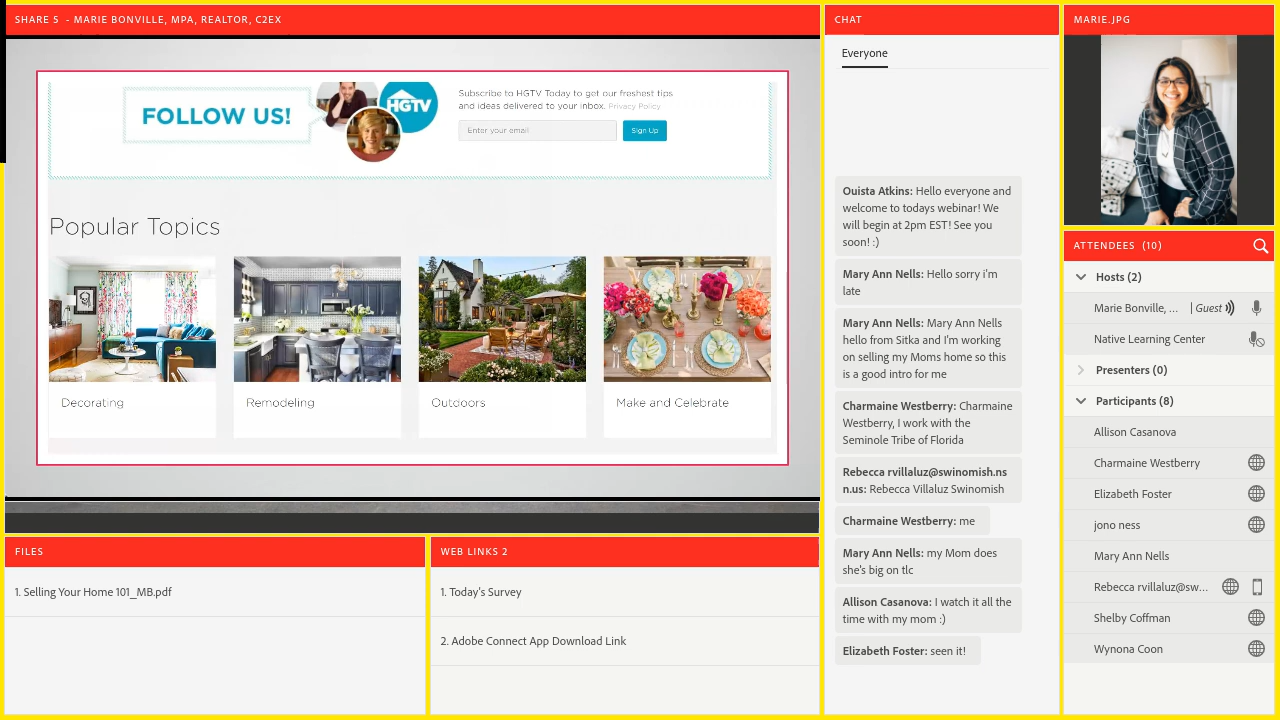 SHARE 5 - MARIE BONVILLE, MPA, REALTOR, C2EX
FOLLOW US!
HGTV
Subscribe to HGTV Today to get our freshest tips
and ideas delivered to your inbox. Privacy Policy
Enter your email
Sign Up
Popular Topics
Decorating
Remodeling
Outdoors
Make and Celebrate
FILES
1. Selling Your Home 101_MB.pdf
WEB LINKS 2
1. Today's Survey
2. Adobe Connect App Download Link
CHAT
Everyone
Ouista Atkins: Hello everyone and
welcome to todays webinar! We
will begin at 2pm EST! See you
soon! :)
Mary Ann Nells: Hello sorry i'm
late
Mary Ann Nells: Mary Ann Nells
hello from Sitka and I'm working
on selling my Moms home so this
is a good intro for me
Charmaine Westberry: Charmaine
Westberry, I work with the
Seminole Tribe of Florida
Rebecca rvillaluz@swinomish.ns
n.us: Rebecca Villaluz Swinomish
Charmaine Westberry: me
Mary Ann Nells: my Mom does
she's big on tlc
Allison Casanova: I watch it all the
time with my mom :)
Elizabeth Foster: seen it!
MARIE.JPG
ATTENDEES (10)
Hosts (2)
Marie Bonville, ... | Guest
Native Learning Center
Presenters (0)
Participants (8)
Allison Casanova
Charmaine Westberry
Elizabeth Foster
jono ness
Mary Ann Nells
Rebecca rvillaluz@sw...
Shelby Coffman
Wynona Coon